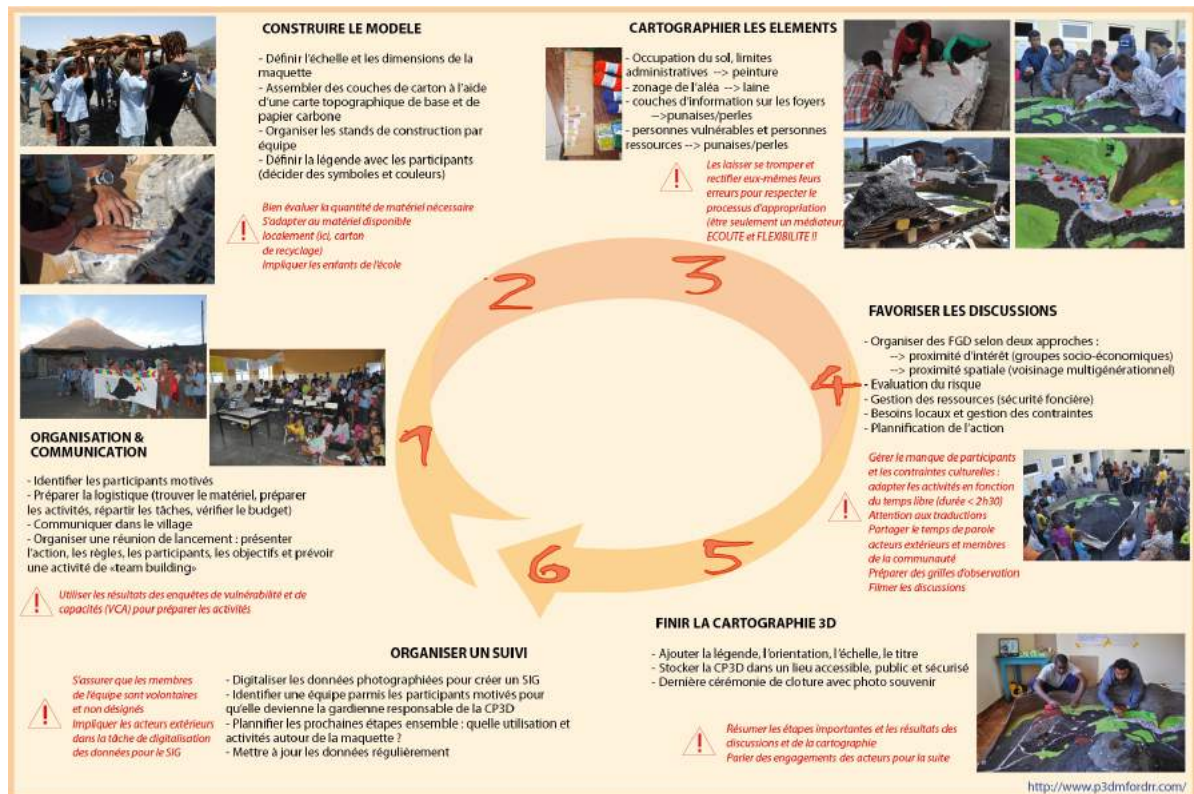 CONSTRUIRE LE MODELE
- Définir l'échelle et les dimensions de la
maquette
- Assembler des couches de carton à l'aide
d'une carte topographique de base et de
papier carbone
- Organiser les stands de construction par
équipe
- Définir la légende avec les participants
(décider des symboles et couleurs)
Bien évaluer la quantité de matériel nécessaire
S'adapter au matériel disponible
localement (ici, carton
de recyclage)
Impliquer les enfants de l'école
CARTOGRAPHIER LES ELEMENTS
- Occupation du sol, limites
administratives --> peinture
- zonage de l'aléa --> laine
- couches d'information sur les foyers
-->punaises/perles
- personnes vulnérables et personnes
ressources --> punaises/perles
Les laisser se tromper et
rectifier eux-mêmes leurs
erreurs pour respecter le
processus d'appropriation
(être seulement un médiateur)
ECOUTE et FLEXIBILITE !!
2
3
FAVORISER LES DISCUSSIONS
- Organiser des FGD selon deux approches :
--> proximité d'intérêt (groupes socio-économiques)
--> proximité spatiale (voisinage multigénérationnel)
- Evaluation du risque
- Gestion des ressources (sécurité foncière)
- Besoins locaux et gestion des contraintes
- Plannification de l'action
4
Gérer le manque de participants
et les contraintes culturelles :
adapter les activités en fonction
du temps libre (durée < 2h30)
Attention aux traductions
Partager le temps de parole
acteurs extérieurs et membres
de la communauté
Préparer des grilles d'observation
Filmer les discussions
1
ORGANISATION &
COMMUNICATION
- Identifier les participants motivés
- Préparer la logistique (trouver le matériel, préparer
les activités, répartir les tâches, vérifier le budget)
- Communiquer dans le village
- Organiser une réunion de lancement : présenter
l'action, les règles, les participants, les objectifs et prévoir
une activité de «team building»
Utiliser les résultats des enquêtes de vulnérabilité et de
capacités (VCA) pour préparer les activités
6
5
FINIR LA CARTOGRAPHIE 3D
- Ajouter la légende, l'orientation, l'échelle, le titre
- Stocker la CP3D dans un lieu accessible, public et sécurisé
- Dernière cérémonie de cloture avec photo souvenir
Résumer les étapes importantes et les résultats des
discussions et de la cartographie
Parler des engagements des acteurs pour la suite
ORGANISER UN SUIVI
- Digitaliser les données photographiées pour créer un SIG
- Identifier une équipe parmis les participants motivés pour
qu'elle devienne la gardienne responsable de la CP3D
- Plannifier les prochaines étapes ensemble : quelle utilisation et
activités autour de la maquette ?
- Mettre à jour les données régulièrement
S'assurer que les membres
de l'équipe sont volontaires
et non désignés
Impliquer les acteurs extérieurs
dans la tâche de digitalisation
des données pour le SIG
http://www.p3dmfordrr.com/